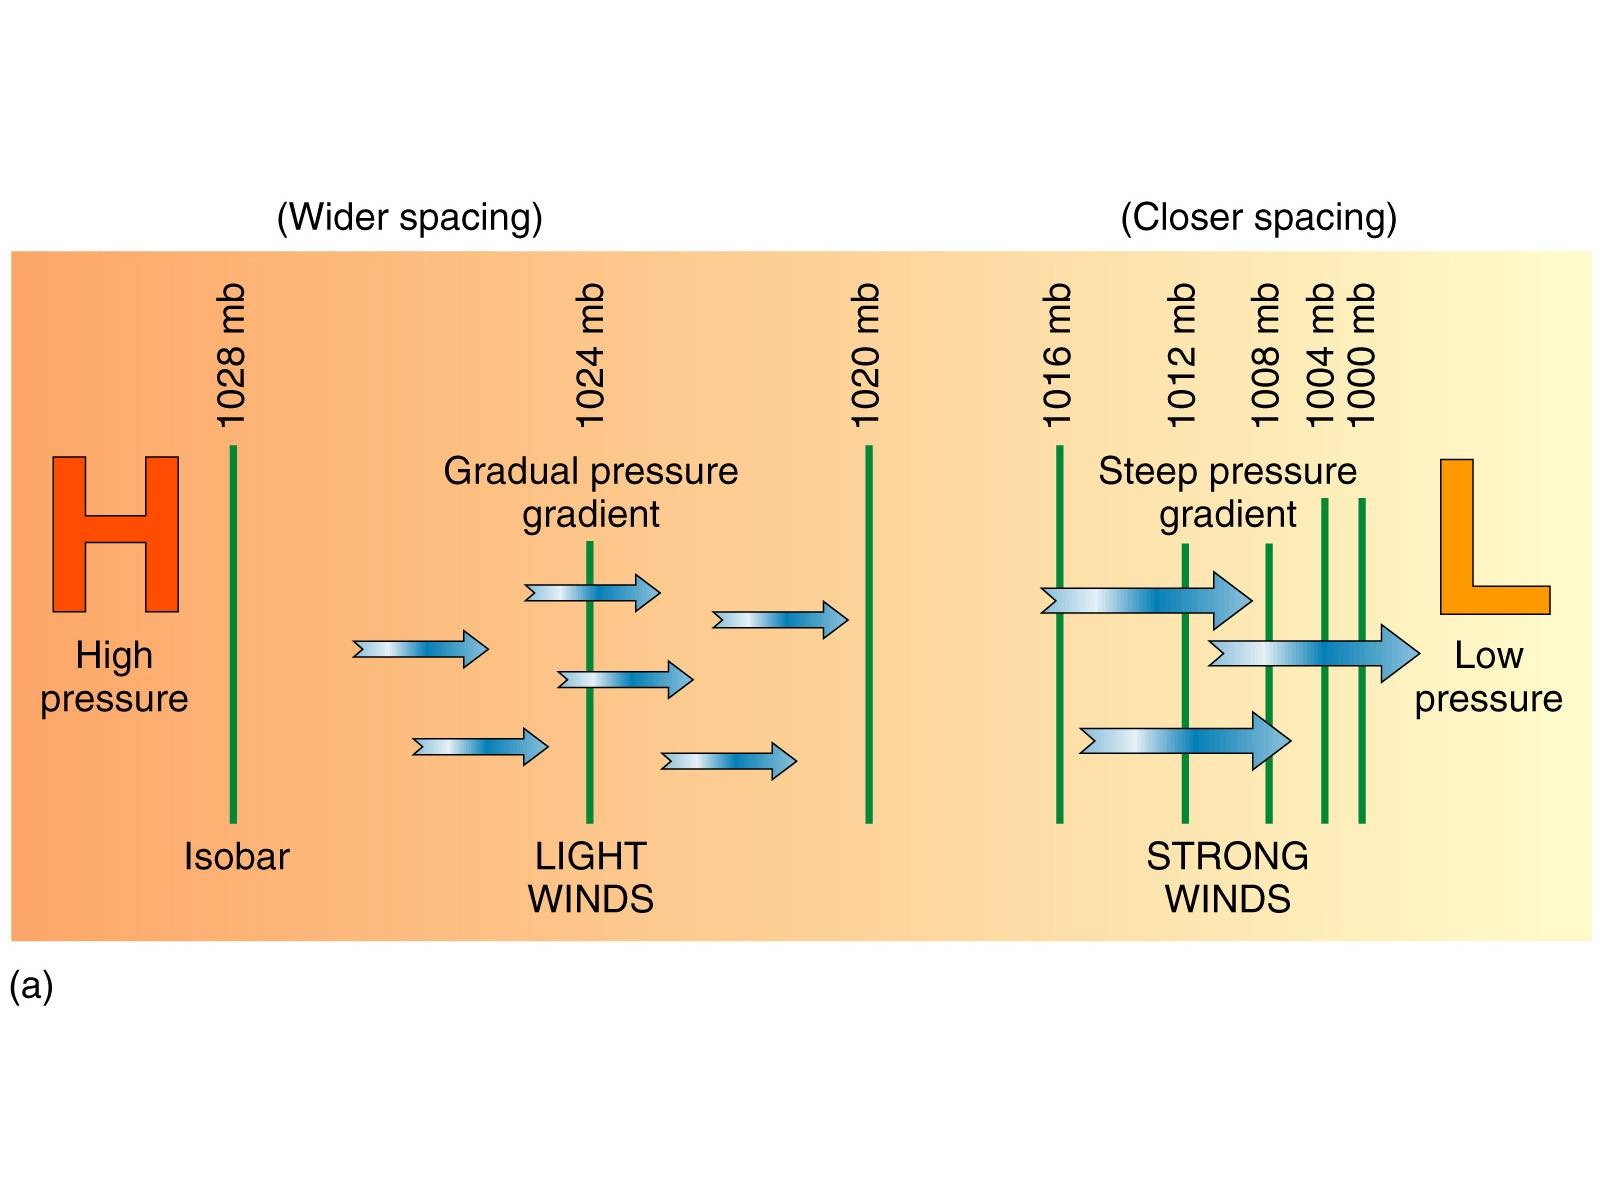 (Wider spacing)
(Closer spacing)
1028 mb
1024 mb
1020 mb
1016 mb
1012 mb
1008 mb
1004 mb
1000 mb
H
High
pressure
Gradual pressure
gradient
Steep pressure
gradient
L
Low
pressure
Isobar
LIGHT
WINDS
STRONG
WINDS
(a)